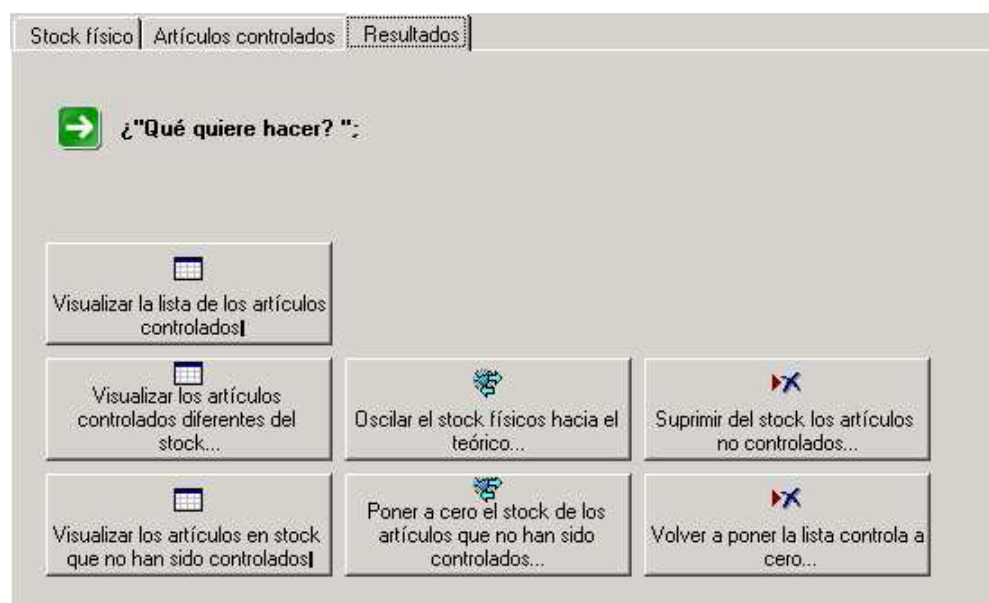 Stock físico
Artículos controlados
Resultados
¿"Qué quiere hacer? ";
Visualizar la lista de los artículos
controlados
Visualizar los artículos
controlados diferentes del
stock...
Oscilar el stock físicos hacia el
teórico...
Suprimir del stock los artículos
no controlados...
Visualizar los artículos en stock
que no han sido controlados
Poner a cero el stock de los
artículos que no han sido
controlados...
Volver a poner la lista controla a
cero...